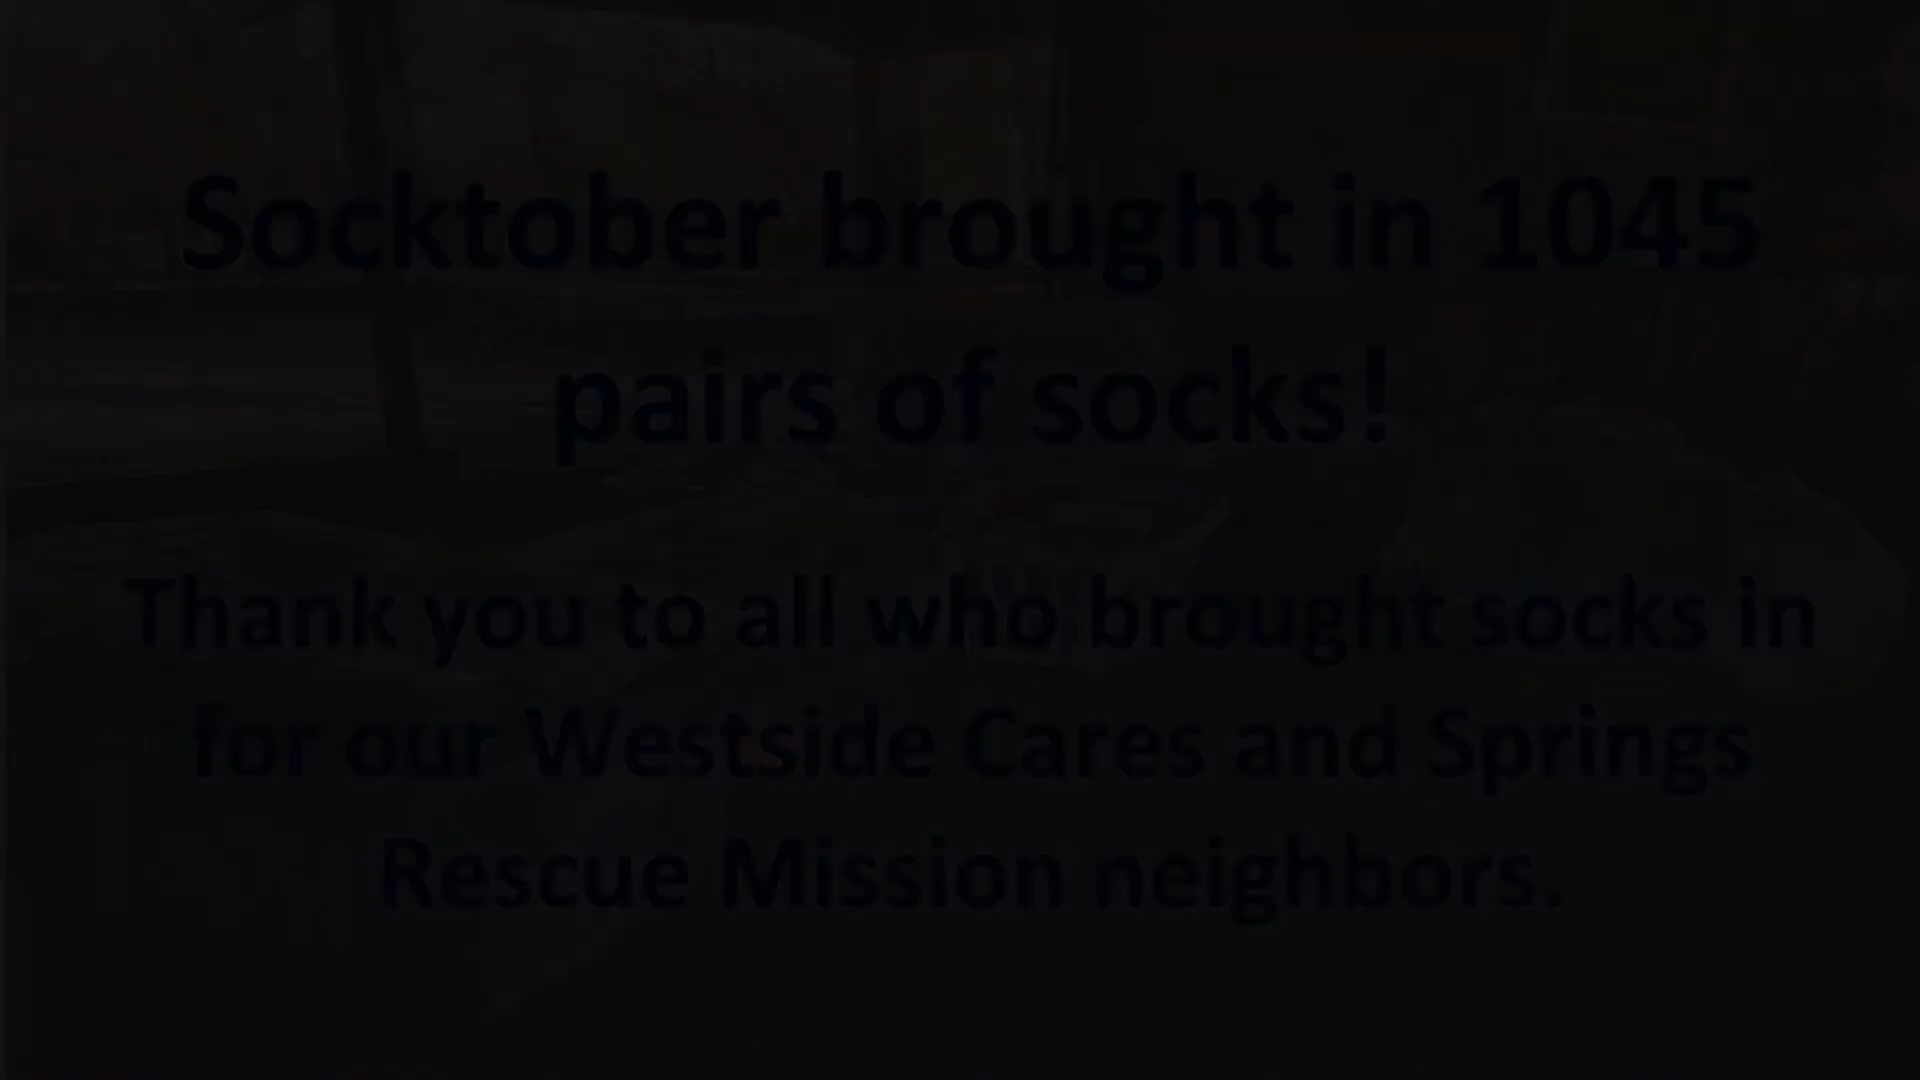 Socktober brought in 1045
pairs of socks!
Thank you to all who brought socks in
for our Westside Cares and Springs
Rescue Mission neighbors.